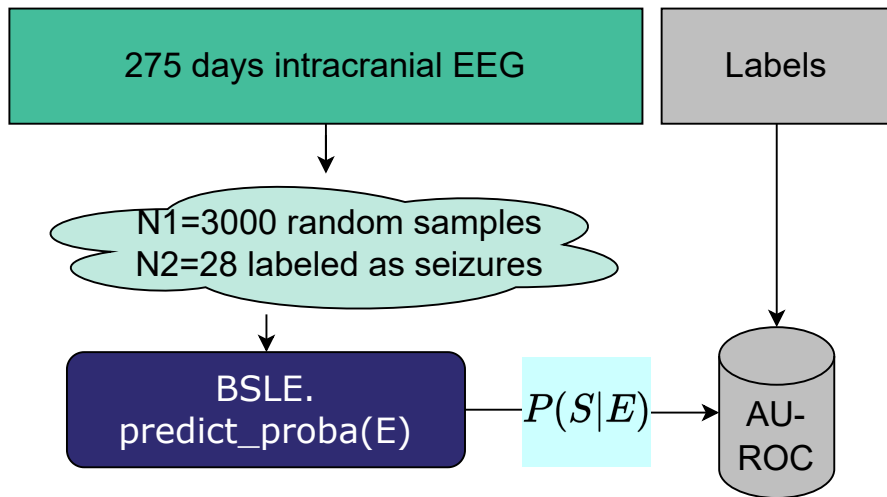 275 days intracranial EEG
Labels
N1=3000 random samples
N2=28 labeled as seizures
BSLE.
predict_proba(E)
P(S|E)
AU-
ROC